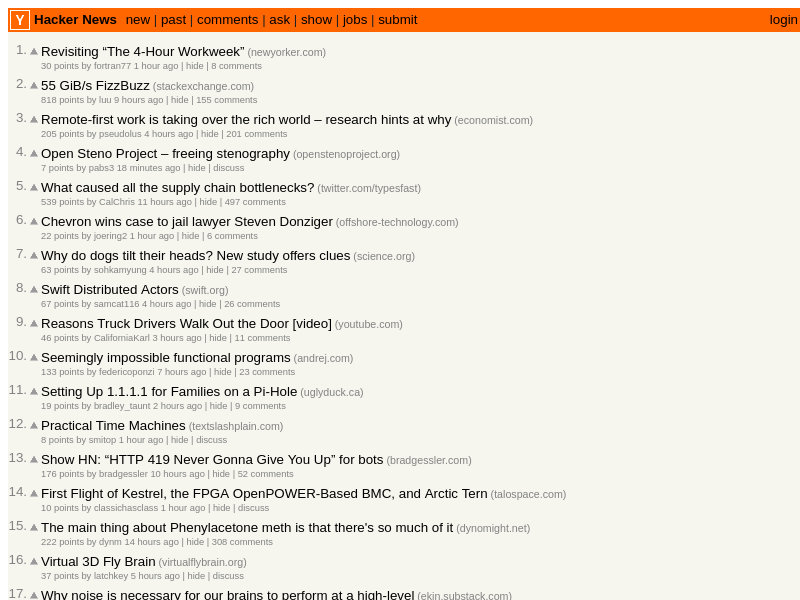 Y Hacker News new | past | comments | ask | show | jobs | submit login
1. Revisiting “The 4-Hour Workweek” (newyorker.com)
30 points by fortran77 1 hour ago | hide | 8 comments
2. 55 GiB/s FizzBuzz (stackexchange.com)
818 points by luu 9 hours ago | hide | 155 comments
3. Remote-first work is taking over the rich world – research hints at why (economist.com)
205 points by pseudolus 4 hours ago | hide | 201 comments
4. Open Steno Project – freeing stenography (openstenoproject.org)
7 points by pabs3 18 minutes ago | hide | discuss
5. What caused all the supply chain bottlenecks? (twitter.com/typesfast)
539 points by CalChris 11 hours ago | hide | 497 comments
6. Chevron wins case to jail lawyer Steven Donziger (offshore-technology.com)
22 points by joering2 1 hour ago | hide | 6 comments
7. Why do dogs tilt their heads? New study offers clues (science.org)
63 points by sohkamyung 4 hours ago | hide | 27 comments
8. Swift Distributed Actors (swift.org)
67 points by samcat116 4 hours ago | hide | 26 comments
9. Reasons Truck Drivers Walk Out the Door [video] (youtube.com)
46 points by CaliforniaKarl 3 hours ago | hide | 11 comments
10. Seemingly impossible functional programs (andrej.com)
133 points by federicoponzi 7 hours ago | hide | 23 comments
11. Setting Up 1.1.1.1 for Families on a Pi-Hole (uglyduck.ca)
19 points by bradley_taunt 2 hours ago | hide | 9 comments
12. Practical Time Machines (textslashplain.com)
8 points by smitop 1 hour ago | hide | discuss
13. Show HN: “HTTP 419 Never Gonna Give You Up” for bots (bradgessler.com)
176 points by bradgessler 10 hours ago | hide | 52 comments
14. First Flight of Kestrel, the FPGA OpenPOWER-Based BMC, and Arctic Tern (talospace.com)
10 points by classichasclass 1 hour ago | hide | discuss
15. The main thing about Phenylacetone meth is that there's so much of it (dynomight.net)
222 points by dynm 14 hours ago | hide | 308 comments
16. Virtual 3D Fly Brain (virtualflybrain.org)
37 points by latchkey 5 hours ago | hide | discuss
17. Why noise is necessary for our brains to perform at a high-level (ekin.substack.com)